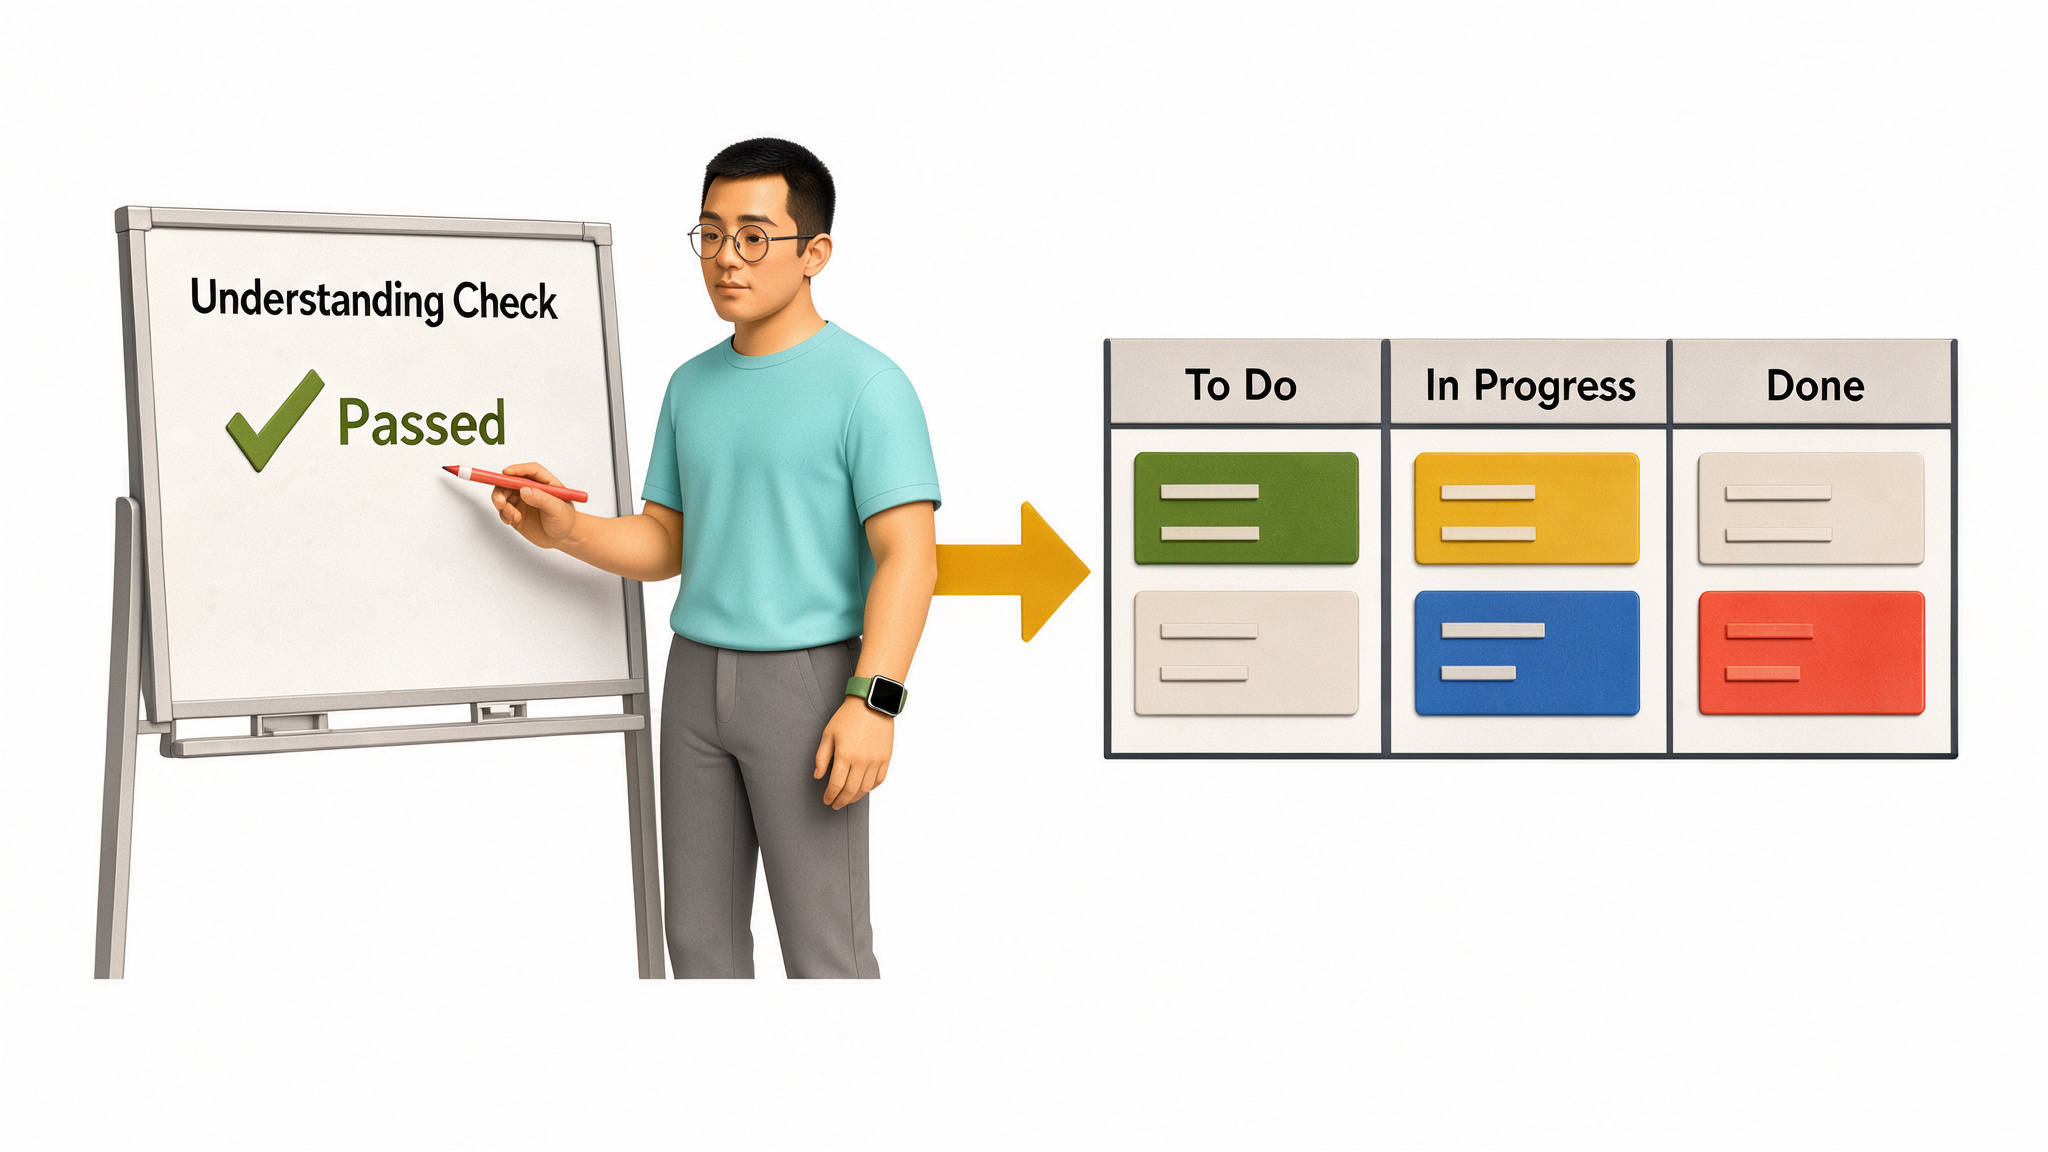 Understanding Check
Passed
To Do
In Progress
Done